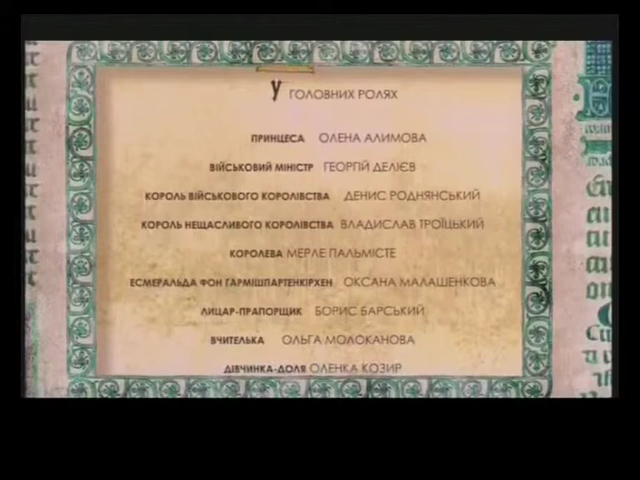 У ГОЛОВНИХ РОЛЯХ
ПРИНЦЕСА ОЛЕНА АЛИМОВА
ВІЙСЬКОВИЙ МІНІСТР ГЕОРГІЙ ДЕЛІЄВ
КОРОЛЬ ВІЙСЬКОВОГО КОРОЛІВСТВА ДЕНИС РОДНЯНСЬКИЙ
КОРОЛЬ НЕЩАСЛИВОГО КОРОЛІВСТВА ВЛАДИСЛАВ ТРОЇЦЬКИЙ
КОРОЛЕВА МЕРЛЕ ПАЛЬМІСТЕ
ЕСМЕРАЛЬДА ФОН ГАРМІШПАРТЕНКІРХЕН ОКСАНА МАЛАШЕНКОВА
ЛИЦАР-ПРАПОРЩИК БОРИС БАРСЬКИЙ
ВЧИТЕЛЬКА ОЛЬГА МОЛОКАНОВА
ДІВЧИНКА-ДОЛЯ ОЛЕНКА КОЗИР